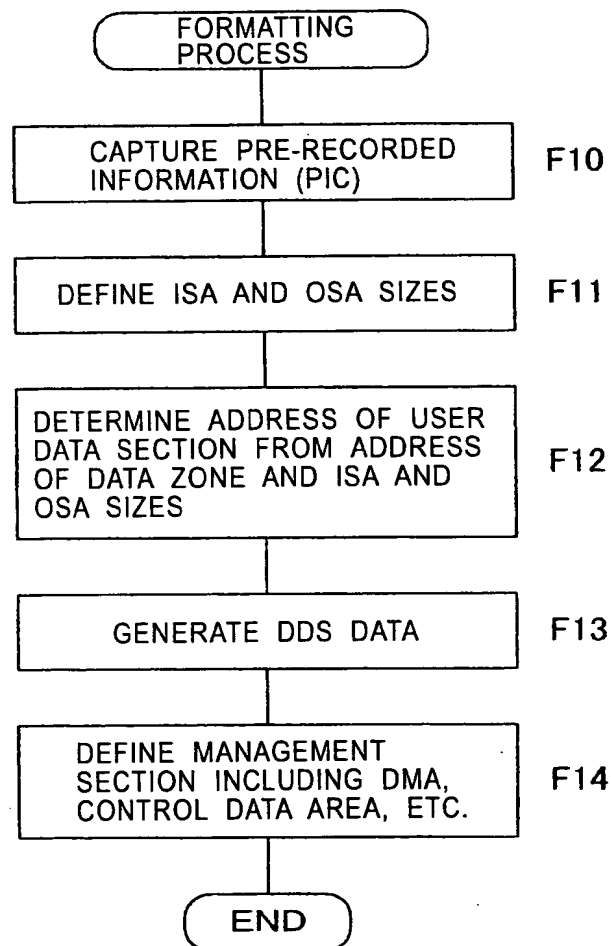 FORMATTING
PROCESS
CAPTURE PRE-RECORDED
INFORMATION (PIC)
F10
DEFINE ISA AND OSA SIZES
F11
DETERMINE ADDRESS OF USER
DATA SECTION FROM ADDRESS
OF DATA ZONE AND ISA AND
OSA SIZES
F12
GENERATE DDS DATA
F13
DEFINE MANAGEMENT
SECTION INCLUDING DMA,
CONTROL DATA AREA, ETC.
F14
END